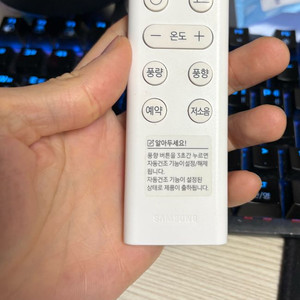 — 온도 +
풍량 풍향
예약 저소음
알아두세요!
풍향 버튼을 3초간 누르면
자동건조 기능이 설정/해제
됩니다.
자동건조 기능이 설정된
상태로 제품이 출하됩니다.
SAMSUNG